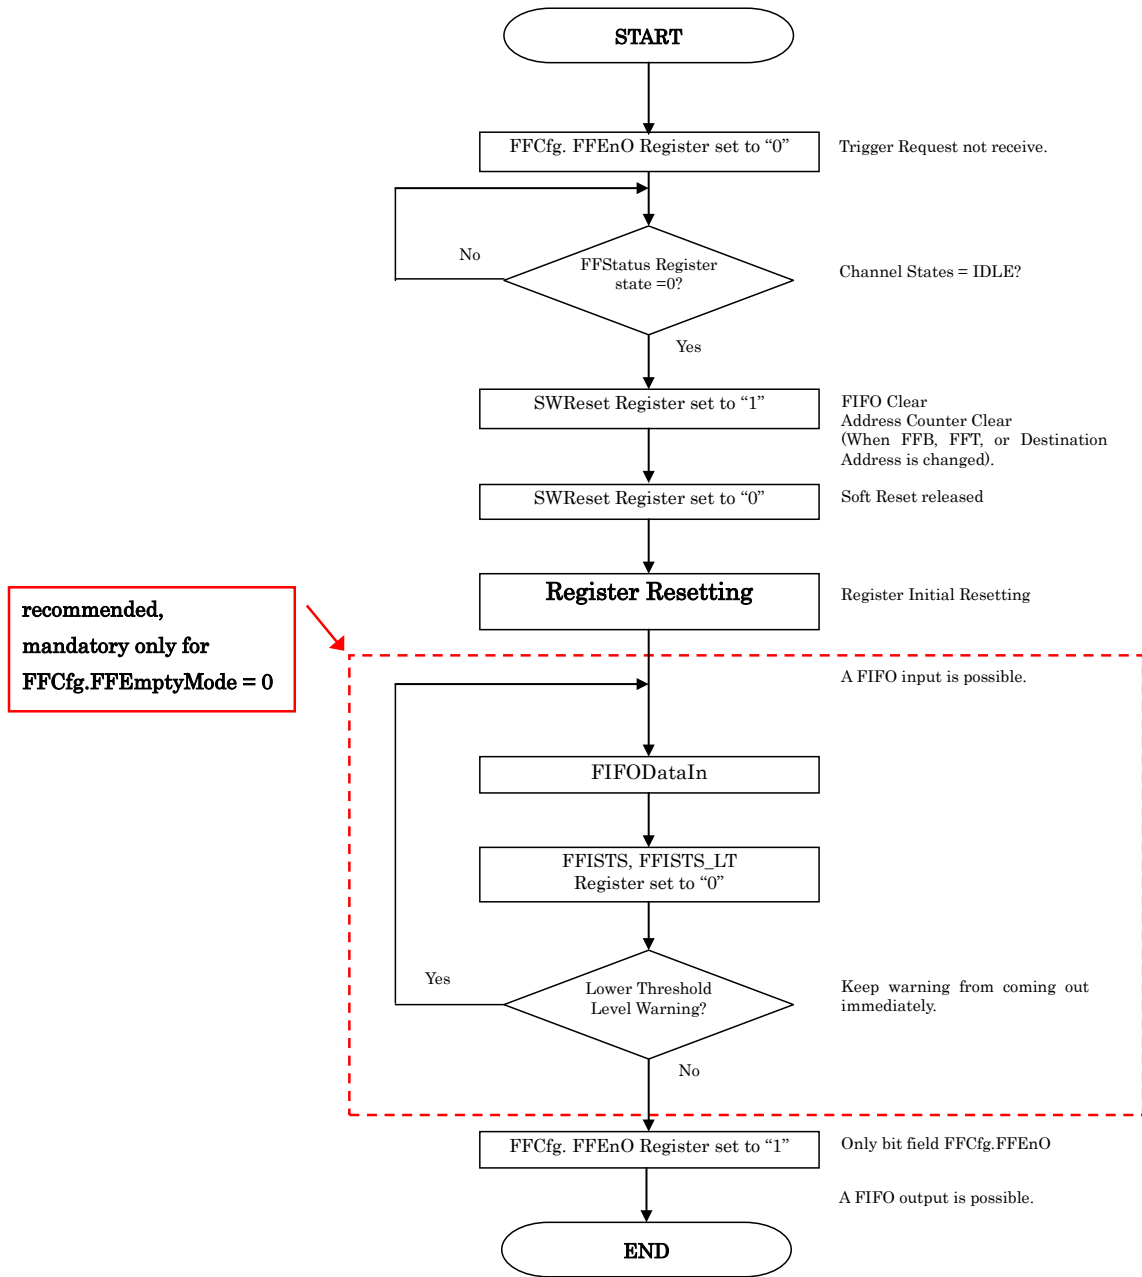 START
FFCfg. FFEnO Register set to “0”
Trigger Request not receive.
No
FFStatus Register
state =0?
Channel States = IDLE?
Yes
SWReset Register set to “1”
FIFO Clear
Address Counter Clear
(When FFB, FFT, or Destination
Address is changed).
SWReset Register set to “0”
Soft Reset released
Register Resetting
Register Initial Resetting
recommended,
mandatory only for
FFCfg.FFEmptyMode = 0
A FIFO input is possible.
FIFODataIn
FFISTS, FFISTS_LT
Register set to “0”
Yes
Lower Threshold
Level Warning?
Keep warning from coming out
immediately.
No
FFCfg. FFEnO Register set to “1”
Only bit field FFCfg.FFEnO
A FIFO output is possible.
END